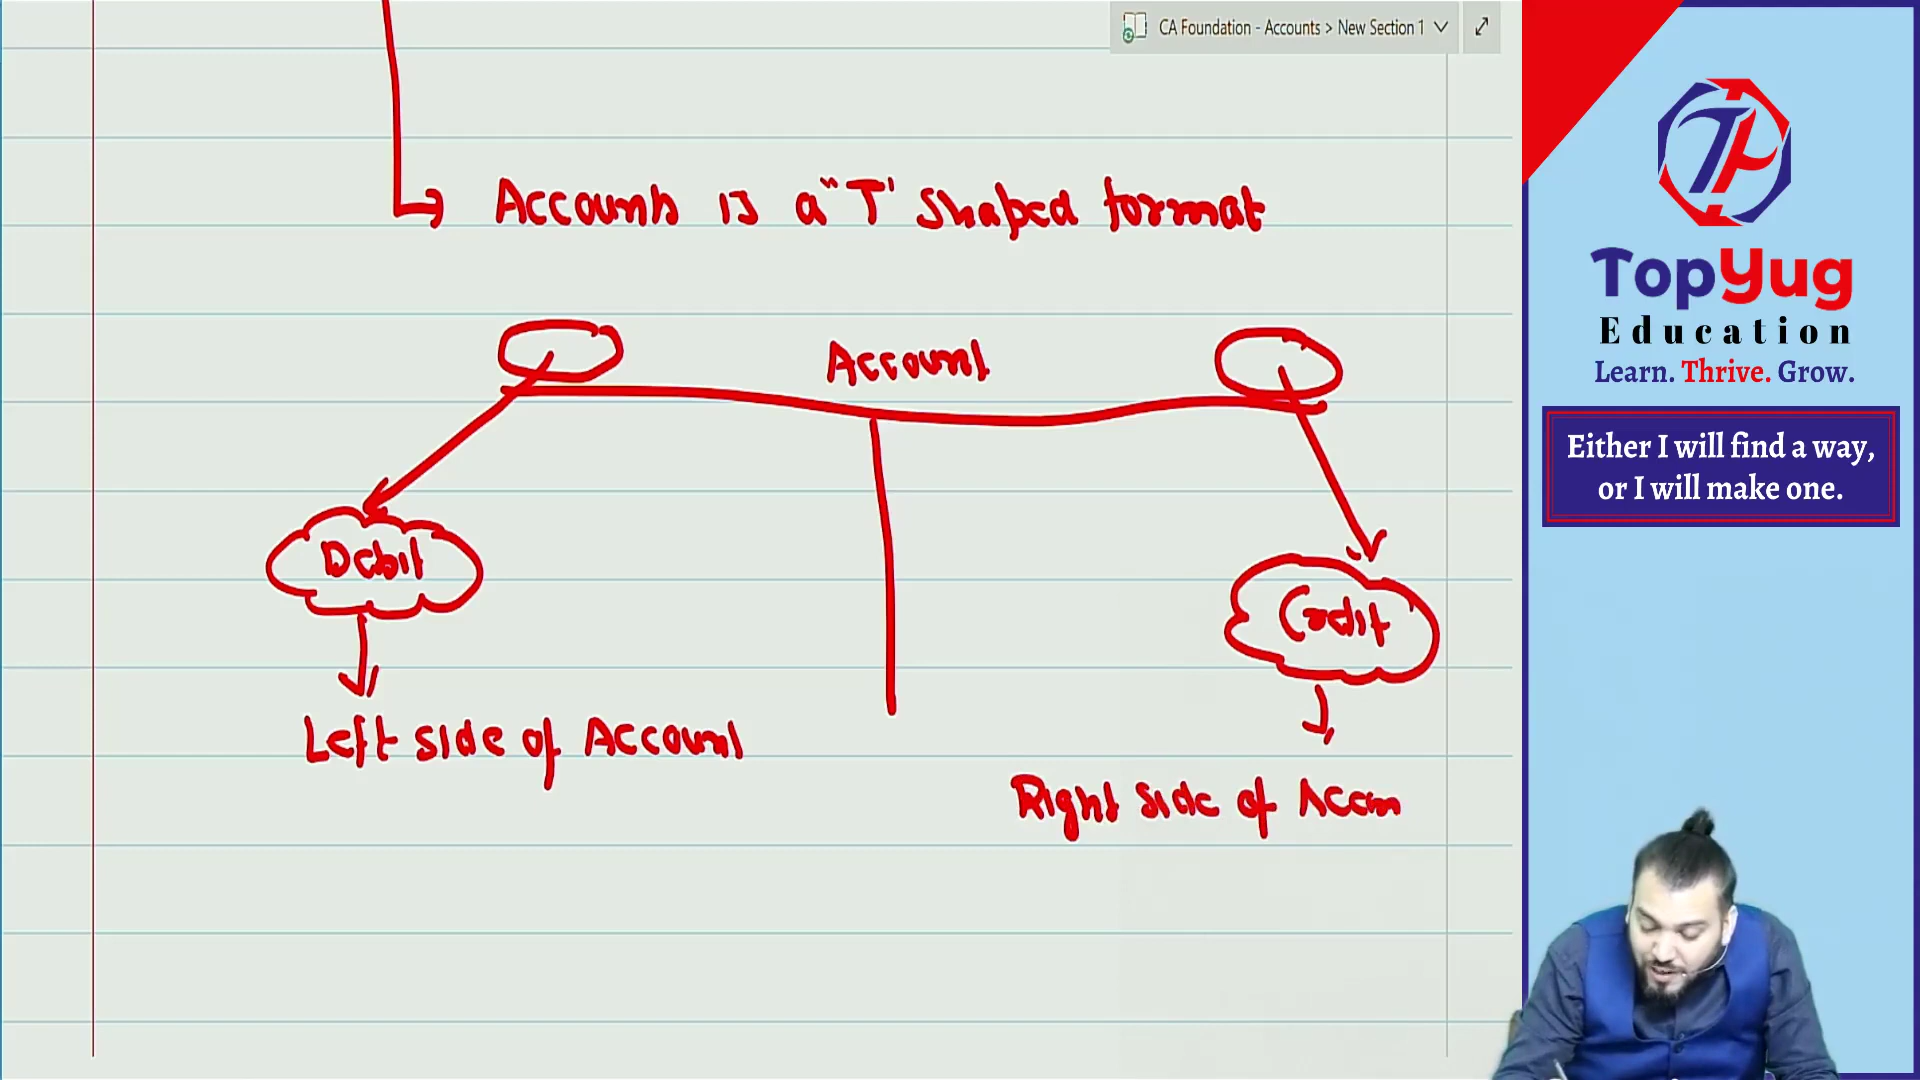 CA Foundation - Accounts > New Section 1
Accounts is a "T' shaped format
Account
Debit
Credit
Left side of Account
Right side of Accou
TopYug
Education
Learn. Thrive. Grow.
Either I will find a way,
or I will make one.